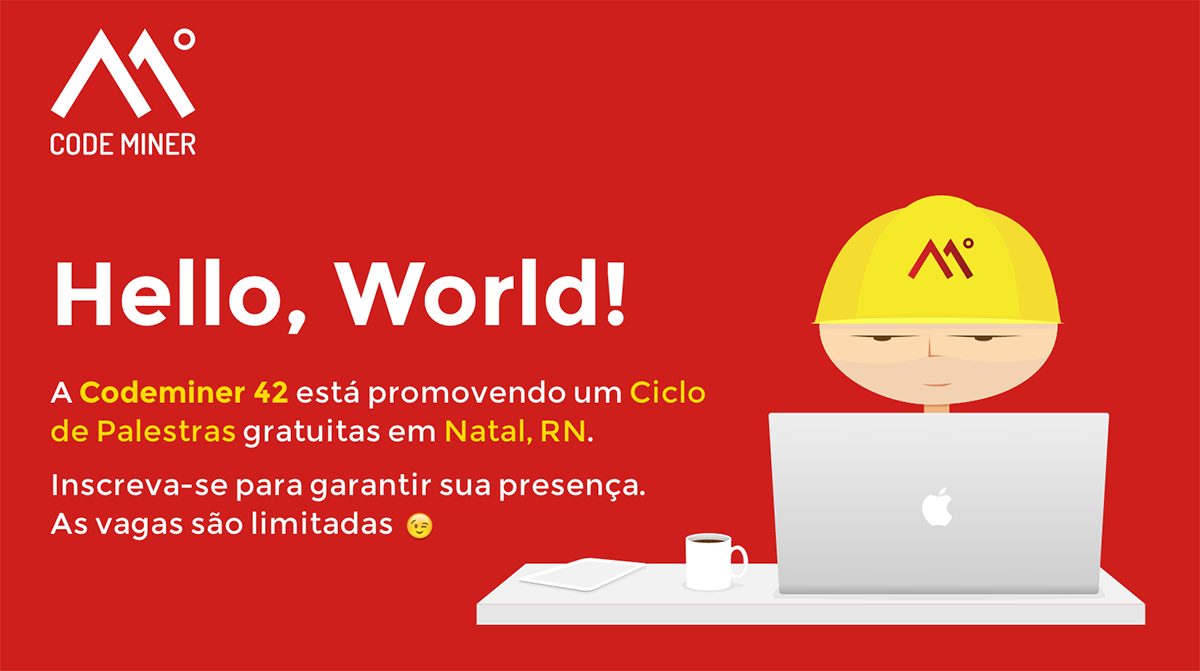 CODE MINER
Hello, World!
A Codeminer 42 está promovendo um Ciclo
de Palestras gratuitas em Natal, RN.
Inscreva-se para garantir sua presença.
As vagas são limitadas 😉